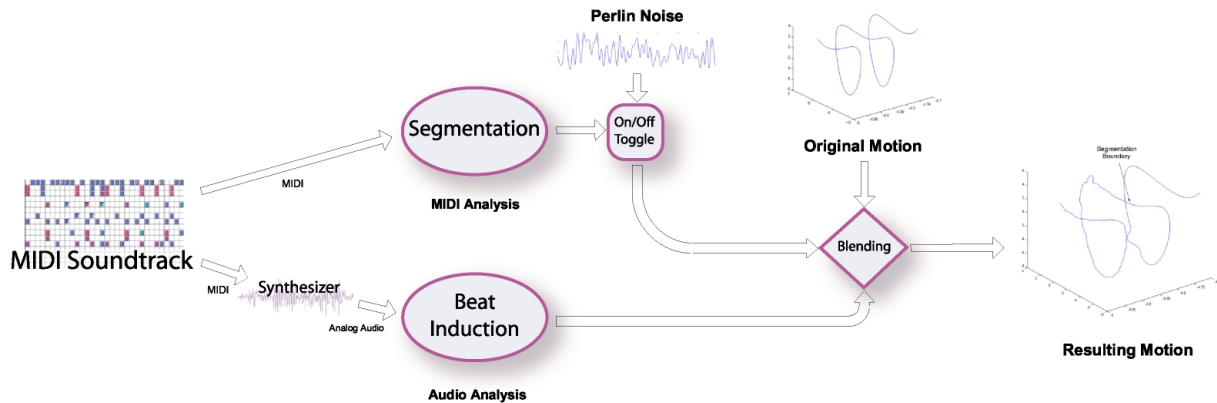 Perlin Noise
On/Off
Toggle
Segmentation
MIDI Analysis
Original Motion
Segmentation
Boundary
MIDI
MIDI Soundtrack
MIDI
Synthesizer
Analog Audio
Beat
Induction
Audio Analysis
Blending
Resulting Motion